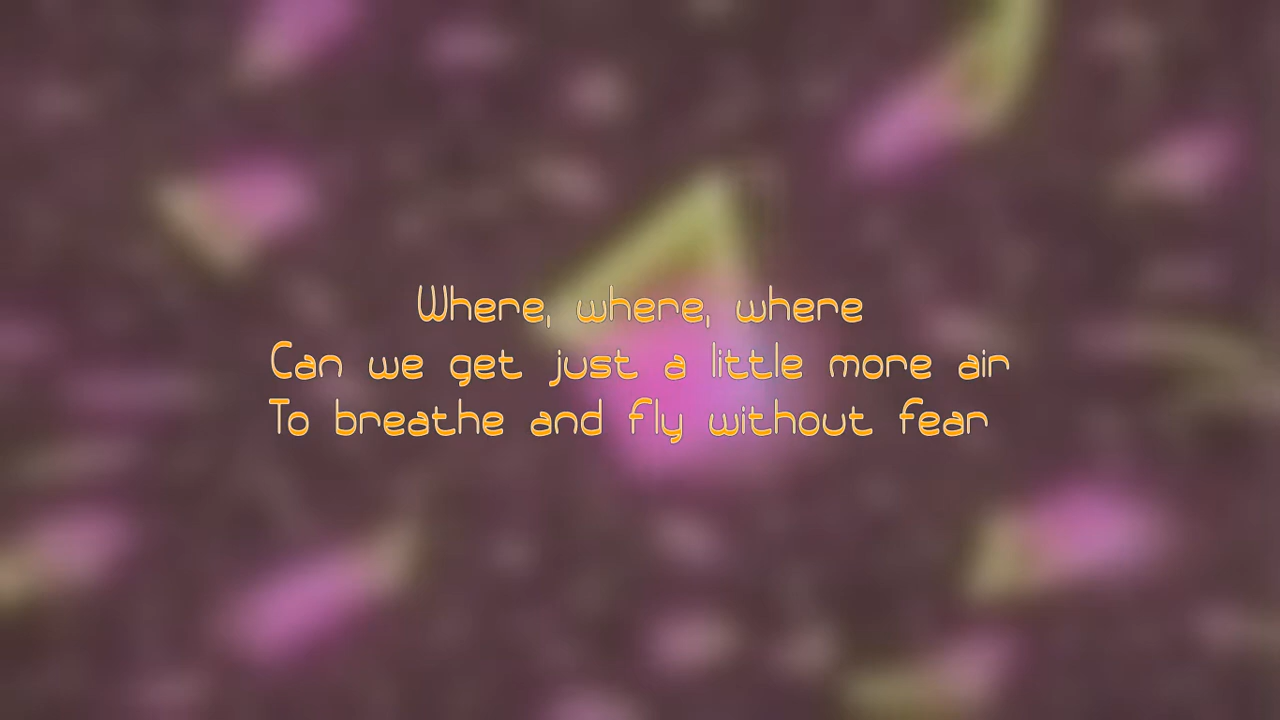 Where, where, where
Can we get just a little more air
To breathe and fly without fear